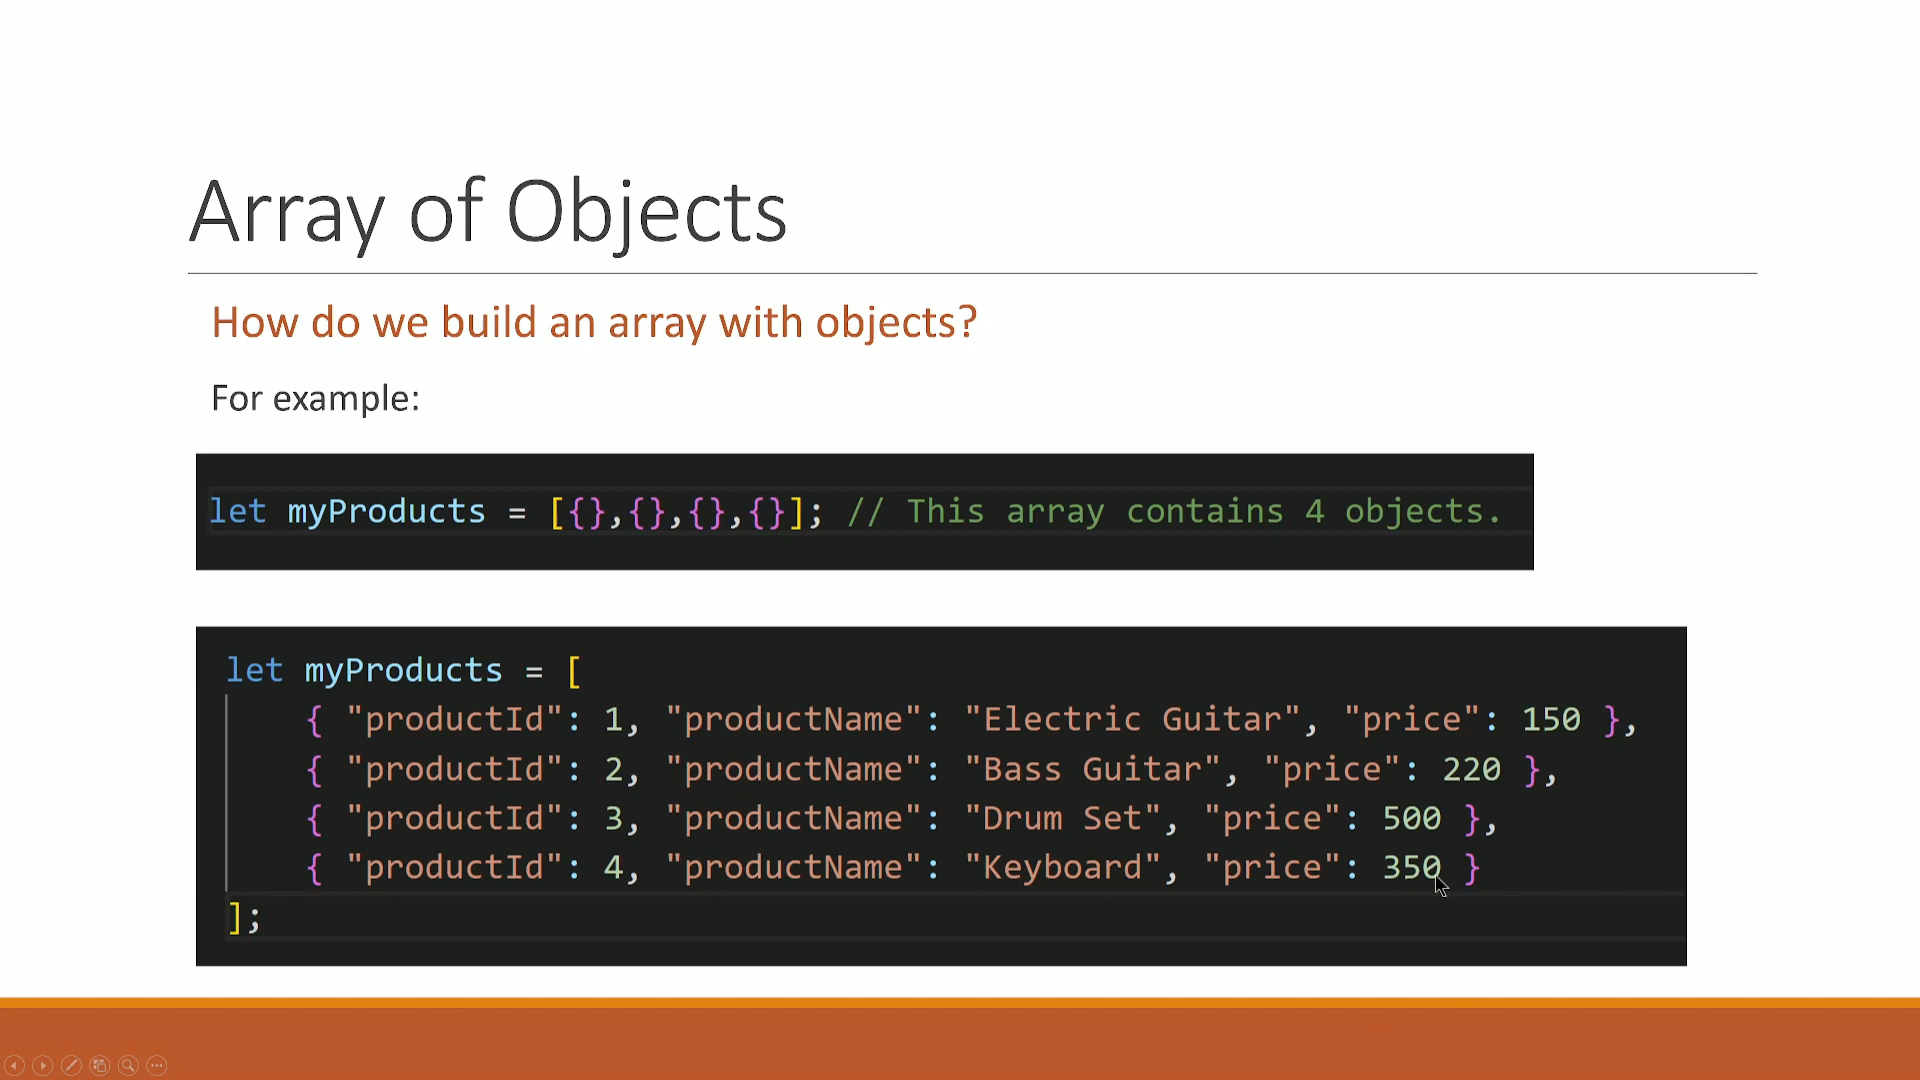 Array of Objects
How do we build an array with objects?
For example:
let myProducts = [{},{},{},{}]; // This array contains 4 objects.
let myProducts = [
{ "productId": 1, "productName": "Electric Guitar", "price": 150 },
{ "productId": 2, "productName": "Bass Guitar", "price": 220 },
{ "productId": 3, "productName": "Drum Set", "price": 500 },
{ "productId": 4, "productName": "Keyboard", "price": 350 }
];